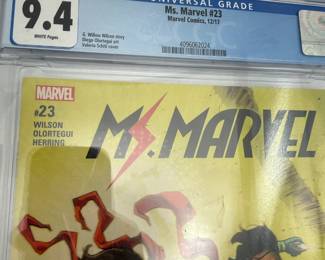 UNIVERSAL GRADE
9.4
WHITE Pages
Ms. Marvel #23
Marvel Comics, 12/17
G. Willow Wilson story
Diego Olortegui art
Valerio Schiti cover
4096062024
MARVEL
#23
WILSON
OLORTEGUI
HERRING
MS. MARVEL